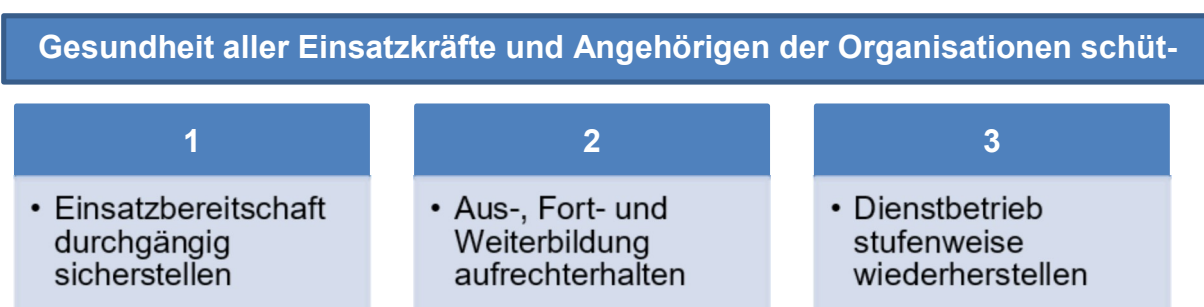 Gesundheit aller Einsatzkräfte und Angehörigen der Organisationen schüt-
1
• Einsatzbereitschaft
durchgängig
sicherstellen
2
• Aus-, Fort- und
Weiterbildung
aufrechterhalten
3
• Dienstbetrieb
stufenweise
wiederherstellen